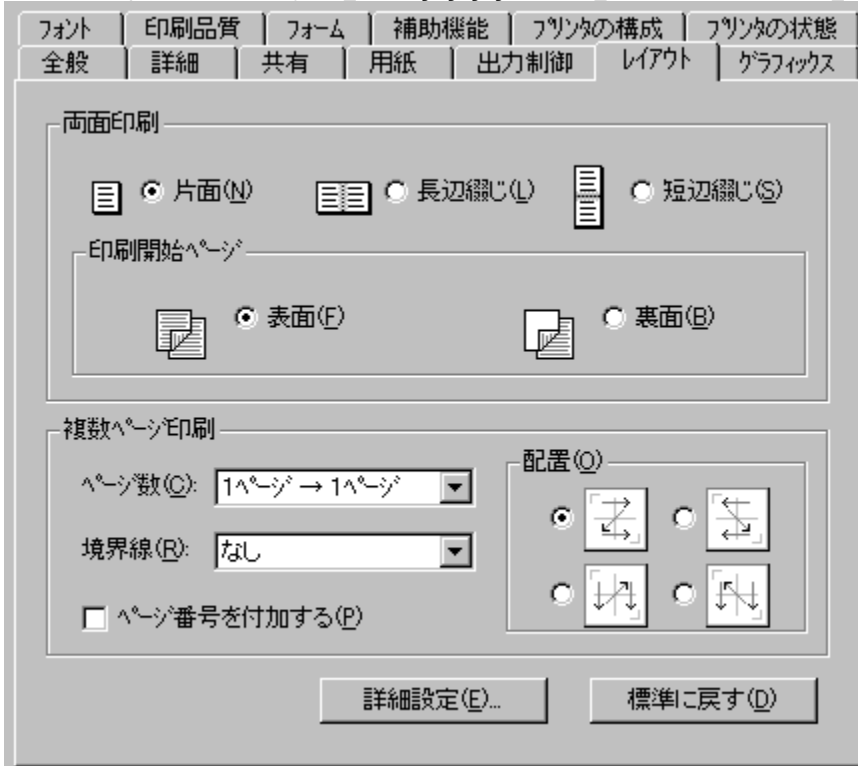 フォント 印刷品質 フォーム 補助機能 プリンタの構成 プリンタの状態
全般 詳細 共有 用紙 出力制御 レイアウト グラフィックス
両面印刷
片面(N) 長辺綴じ(L) 短辺綴じ(S)
印刷開始ページ
表面(F) 裏面(B)
複数ページ印刷
配置(O)
ページ数(C): 1ページ → 1ページ
境界線(R): なし
ページ番号を付加する(P)
詳細設定(E)... 標準に戻す(D)